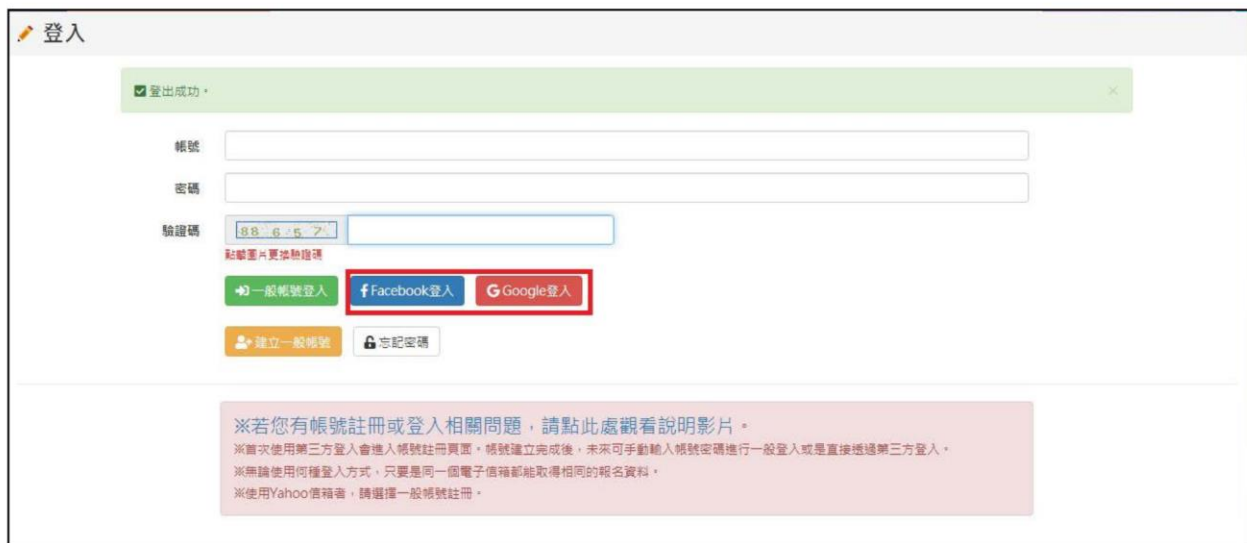 登入
登出成功。
帳號
密碼
驗證碼 88657
點擊圖片更換驗證碼
一般帳號登入 Facebook登入 Google登入
建立一般帳號 忘記密碼
※若您有帳號註冊或登入相關問題，請點此處觀看說明影片。
※首次使用第三方登入會進入帳號註冊頁面。帳號建立完成後，未來可手動輸入帳號密碼進行一般登入或是直接透過第三方登入。
※無論使用何種登入方式，只要是同一個電子信箱都能取得相同的報名資料。
※使用Yahoo信箱者，請選擇一般帳號註冊。